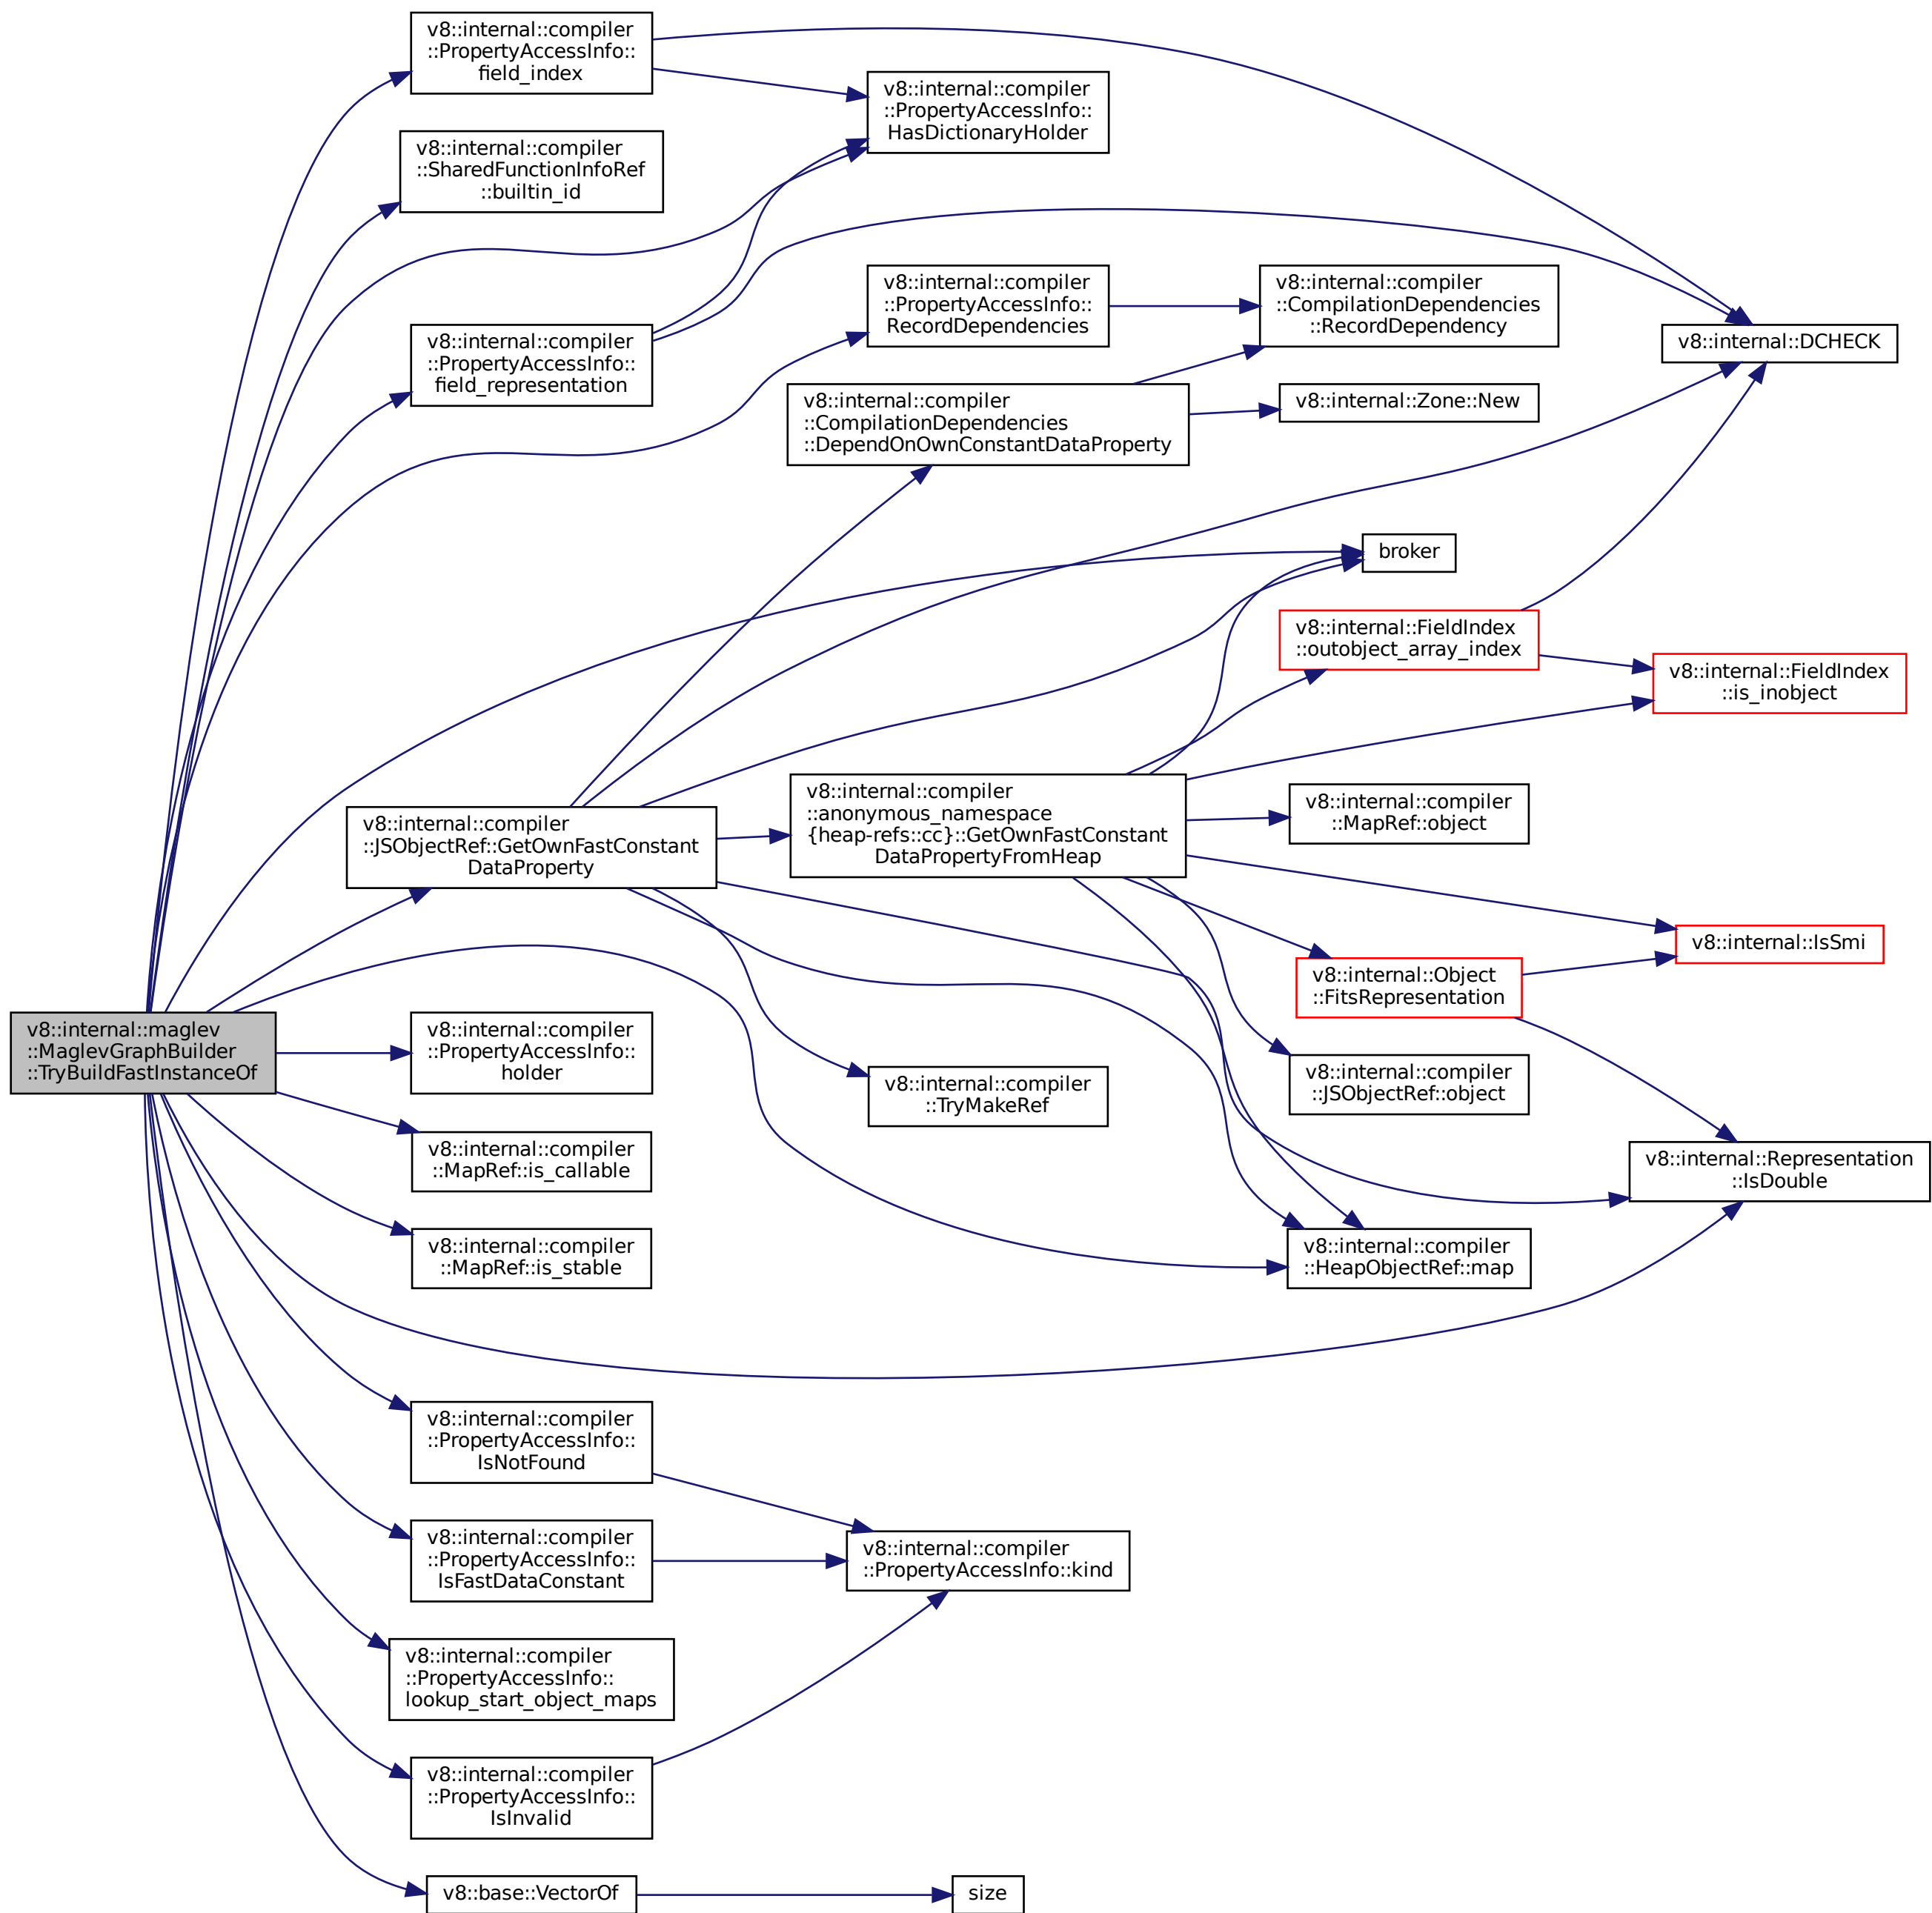 v8::internal::compiler
::PropertyAccessInfo::
field_index
v8::internal::compiler
::PropertyAccessInfo::
HasDictionaryHolder
v8::internal::compiler
::SharedFunctionInfoRef
::builtin_id
v8::internal::compiler
::PropertyAccessInfo::
RecordDependencies
v8::internal::compiler
::CompilationDependencies
::RecordDependency
v8::internal::compiler
::PropertyAccessInfo::
field_representation
v8::internal::DCHECK
v8::internal::compiler
::CompilationDependencies
::DependOnOwnConstantDataProperty
v8::internal::Zone::New
broker
v8::internal::FieldIndex
::outobject_array_index
v8::internal::FieldIndex
::is_inobject
v8::internal::compiler
::anonymous_namespace
{heap-refs::cc}::GetOwnFastConstant
DataPropertyFromHeap
v8::internal::compiler
::MapRef::object
v8::internal::compiler
::JSObjectRef::GetOwnFastConstant
DataProperty
v8::internal::IsSmi
v8::internal::Object
::FitsRepresentation
v8::internal::maglev
::MaglevGraphBuilder
::TryBuildFastInstanceOf
v8::internal::compiler
::PropertyAccessInfo::
holder
v8::internal::compiler
::TryMakeRef
v8::internal::compiler
::JSObjectRef::object
v8::internal::compiler
::MapRef::is_callable
v8::internal::Representation
::IsDouble
v8::internal::compiler
::MapRef::is_stable
v8::internal::compiler
::HeapObjectRef::map
v8::internal::compiler
::PropertyAccessInfo::
IsNotFound
v8::internal::compiler
::PropertyAccessInfo::
IsFastDataConstant
v8::internal::compiler
::PropertyAccessInfo::kind
v8::internal::compiler
::PropertyAccessInfo::
lookup_start_object_maps
v8::internal::compiler
::PropertyAccessInfo::
IsInvalid
v8::base::VectorOf
size